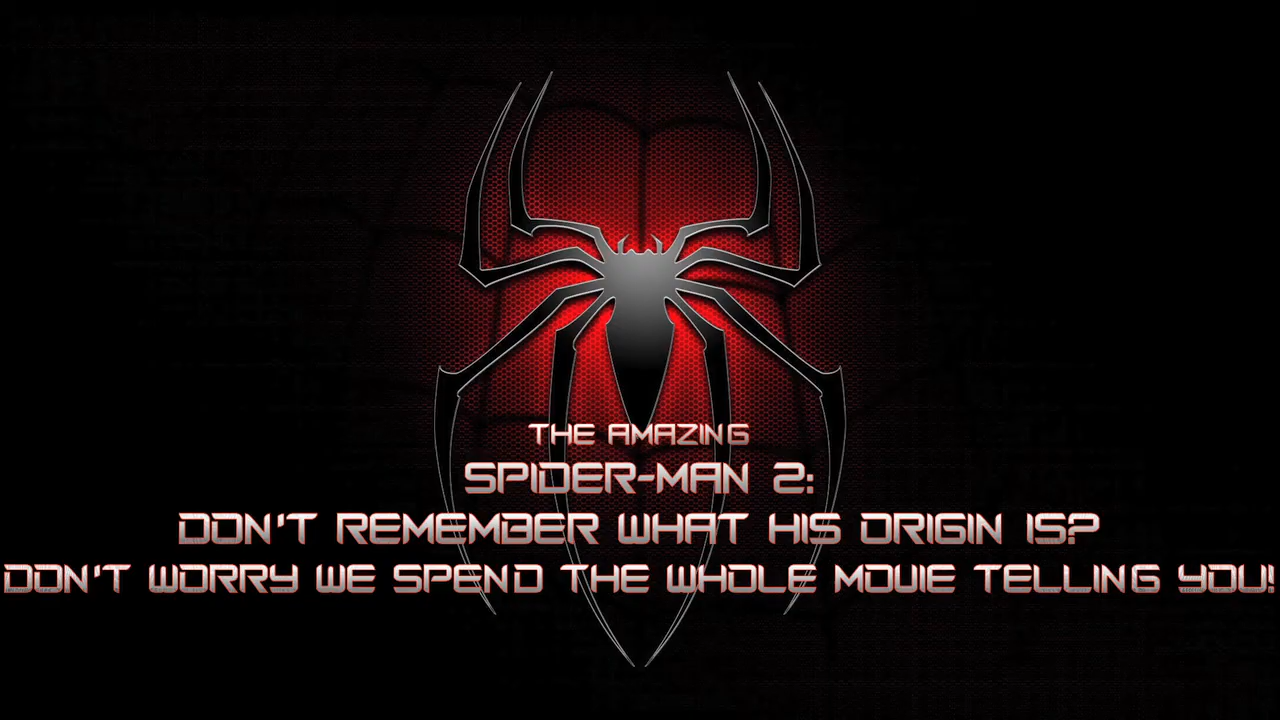 THE AMAZING
SPIDER-MAN 2:
DON'T REMEMBER WHAT HIS ORIGIN IS?
DON'T WORRY WE SPEND THE WHOLE MOVIE TELLING YOU!